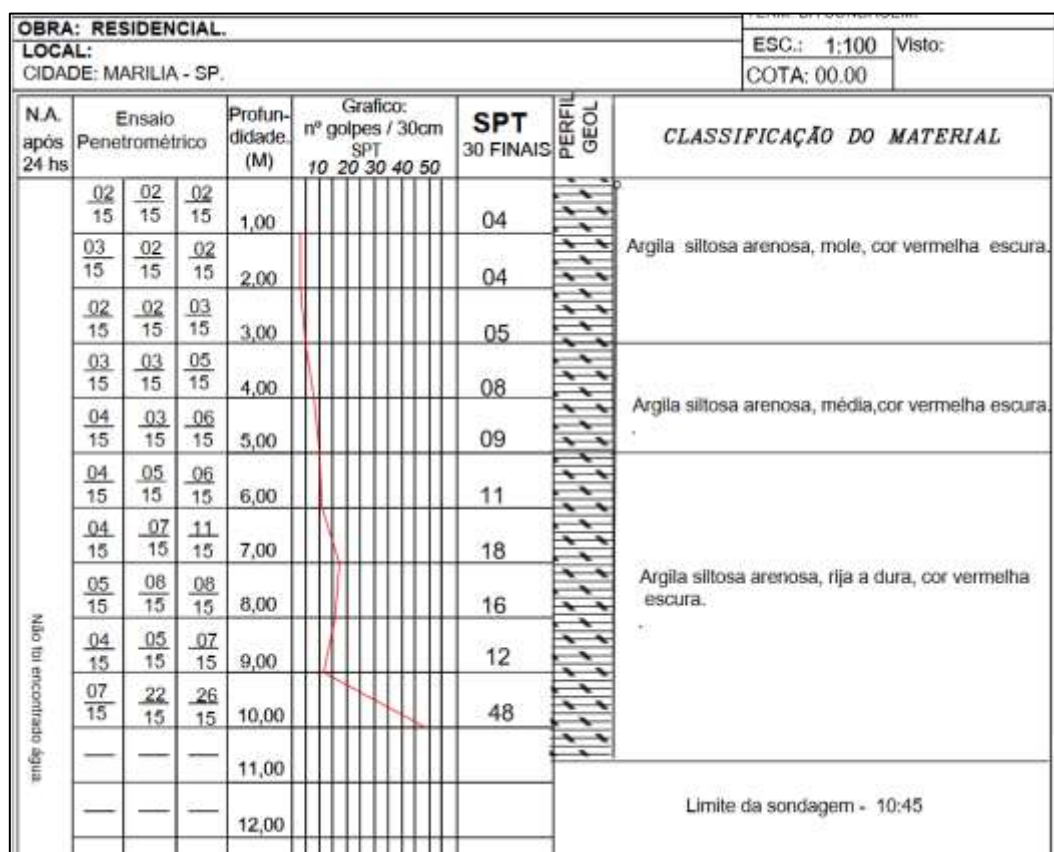 OBRA: RESIDENCIAL.
LOCAL:
CIDADE: MARILIA - SP.
ESC.: 1:100 Visto:
COTA: 00.00
N.A. após 24 hs
Ensaio Penetrométrico
Profun-didade. (M)
Grafico: nº golpes / 30cm SPT
10 20 30 40 50
SPT 30 FINAIS
PERFIL GEOL
CLASSIFICAÇÃO DO MATERIAL
02/15 02/15 02/15 1,00 04
03/15 02/15 02/15 2,00 04
Argila siltosa arenosa, mole, cor vermelha escura.
02/15 02/15 03/15 3,00 05
03/15 03/15 05/15 4,00 08
Argila siltosa arenosa, média,cor vermelha escura.
.
04/15 03/15 06/15 5,00 09
04/15 05/15 06/15 6,00 11
04/15 07/15 11/15 7,00 18
05/15 08/15 08/15 8,00 16
Argila siltosa arenosa, rija a dura, cor vermelha
escura.
.
04/15 05/15 07/15 9,00 12
07/15 22/15 26/15 10,00 48
— — — 11,00
— — — 12,00
Limite da sondagem - 10:45
Não foi encontrado água.